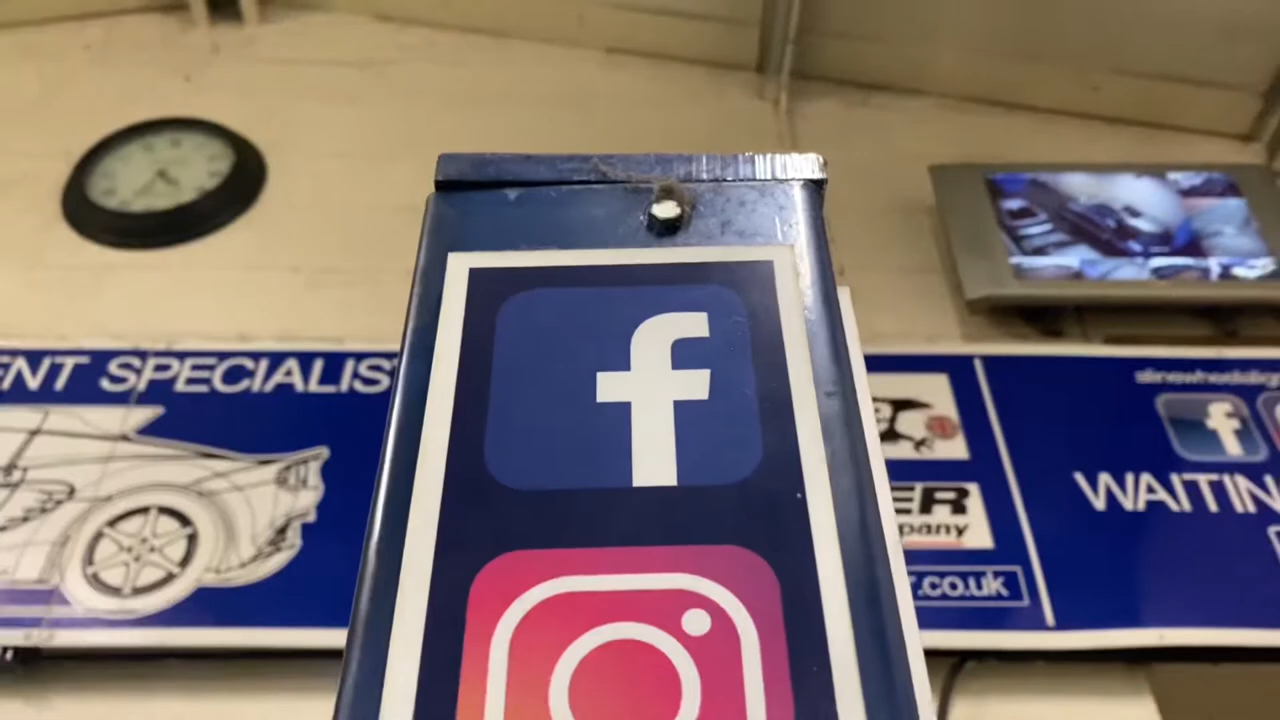 ENT SPECIALIS
f
ER
pany
.co.uk
f
WAITIN